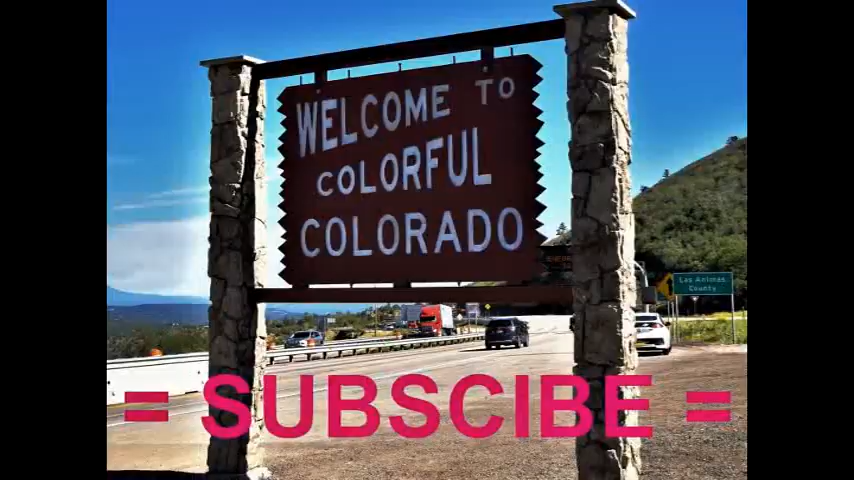 WELCOME TO
COLORFUL
COLORADO
Las Animas
County
= SUBSCIBE =